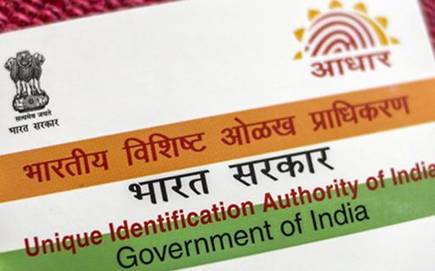 सत्यमेव जयते
भारत सरकार
आधार
भारतीय विशिष्ट ओळख प्राधिकरण
भारत सरकार
Unique Identification Authority of India
Government of India